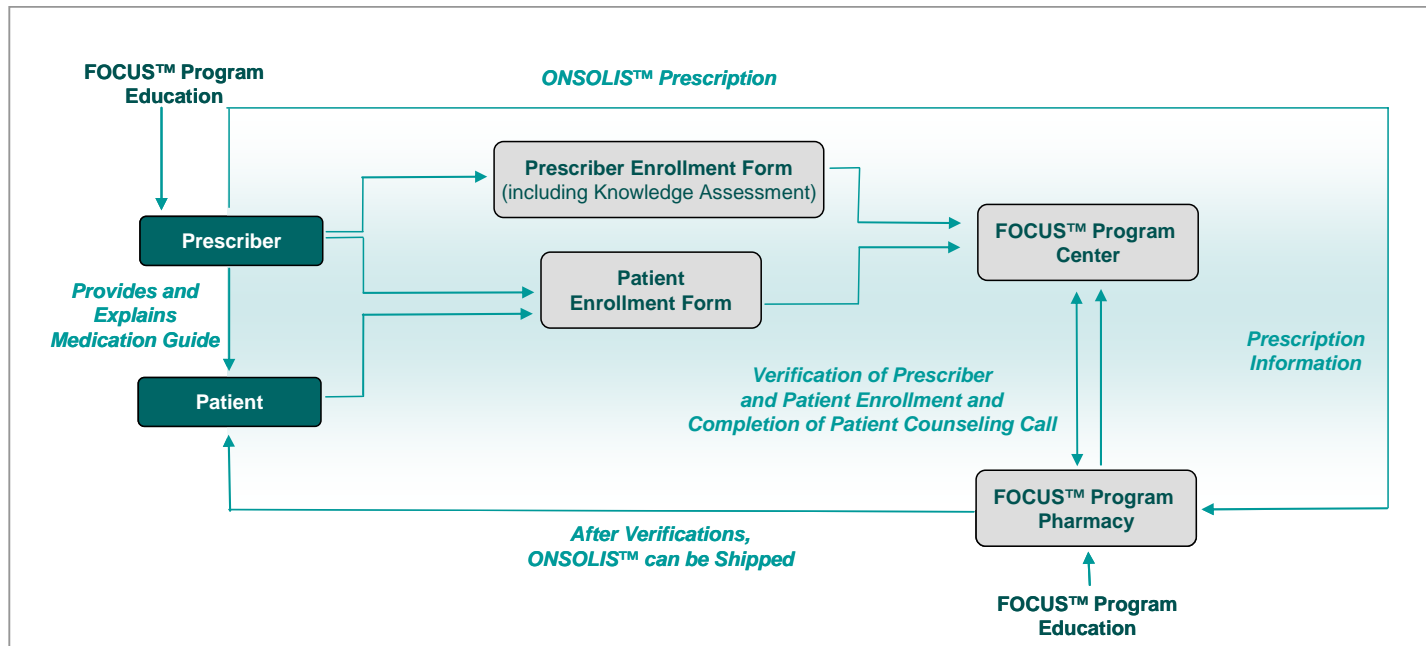 FOCUS™ Program
Education
ONSOLIS™ Prescription
Prescriber Enrollment Form
(including Knowledge Assessment)
Prescriber
FOCUS™ Program
Center
Patient
Enrollment Form
Provides and
Explains
Medication Guide
Prescription
Information
Patient
Verification of Prescriber
and Patient Enrollment and
Completion of Patient Counseling Call
FOCUS™ Program
Pharmacy
After Verifications,
ONSOLIS™ can be Shipped
FOCUS™ Program
Education